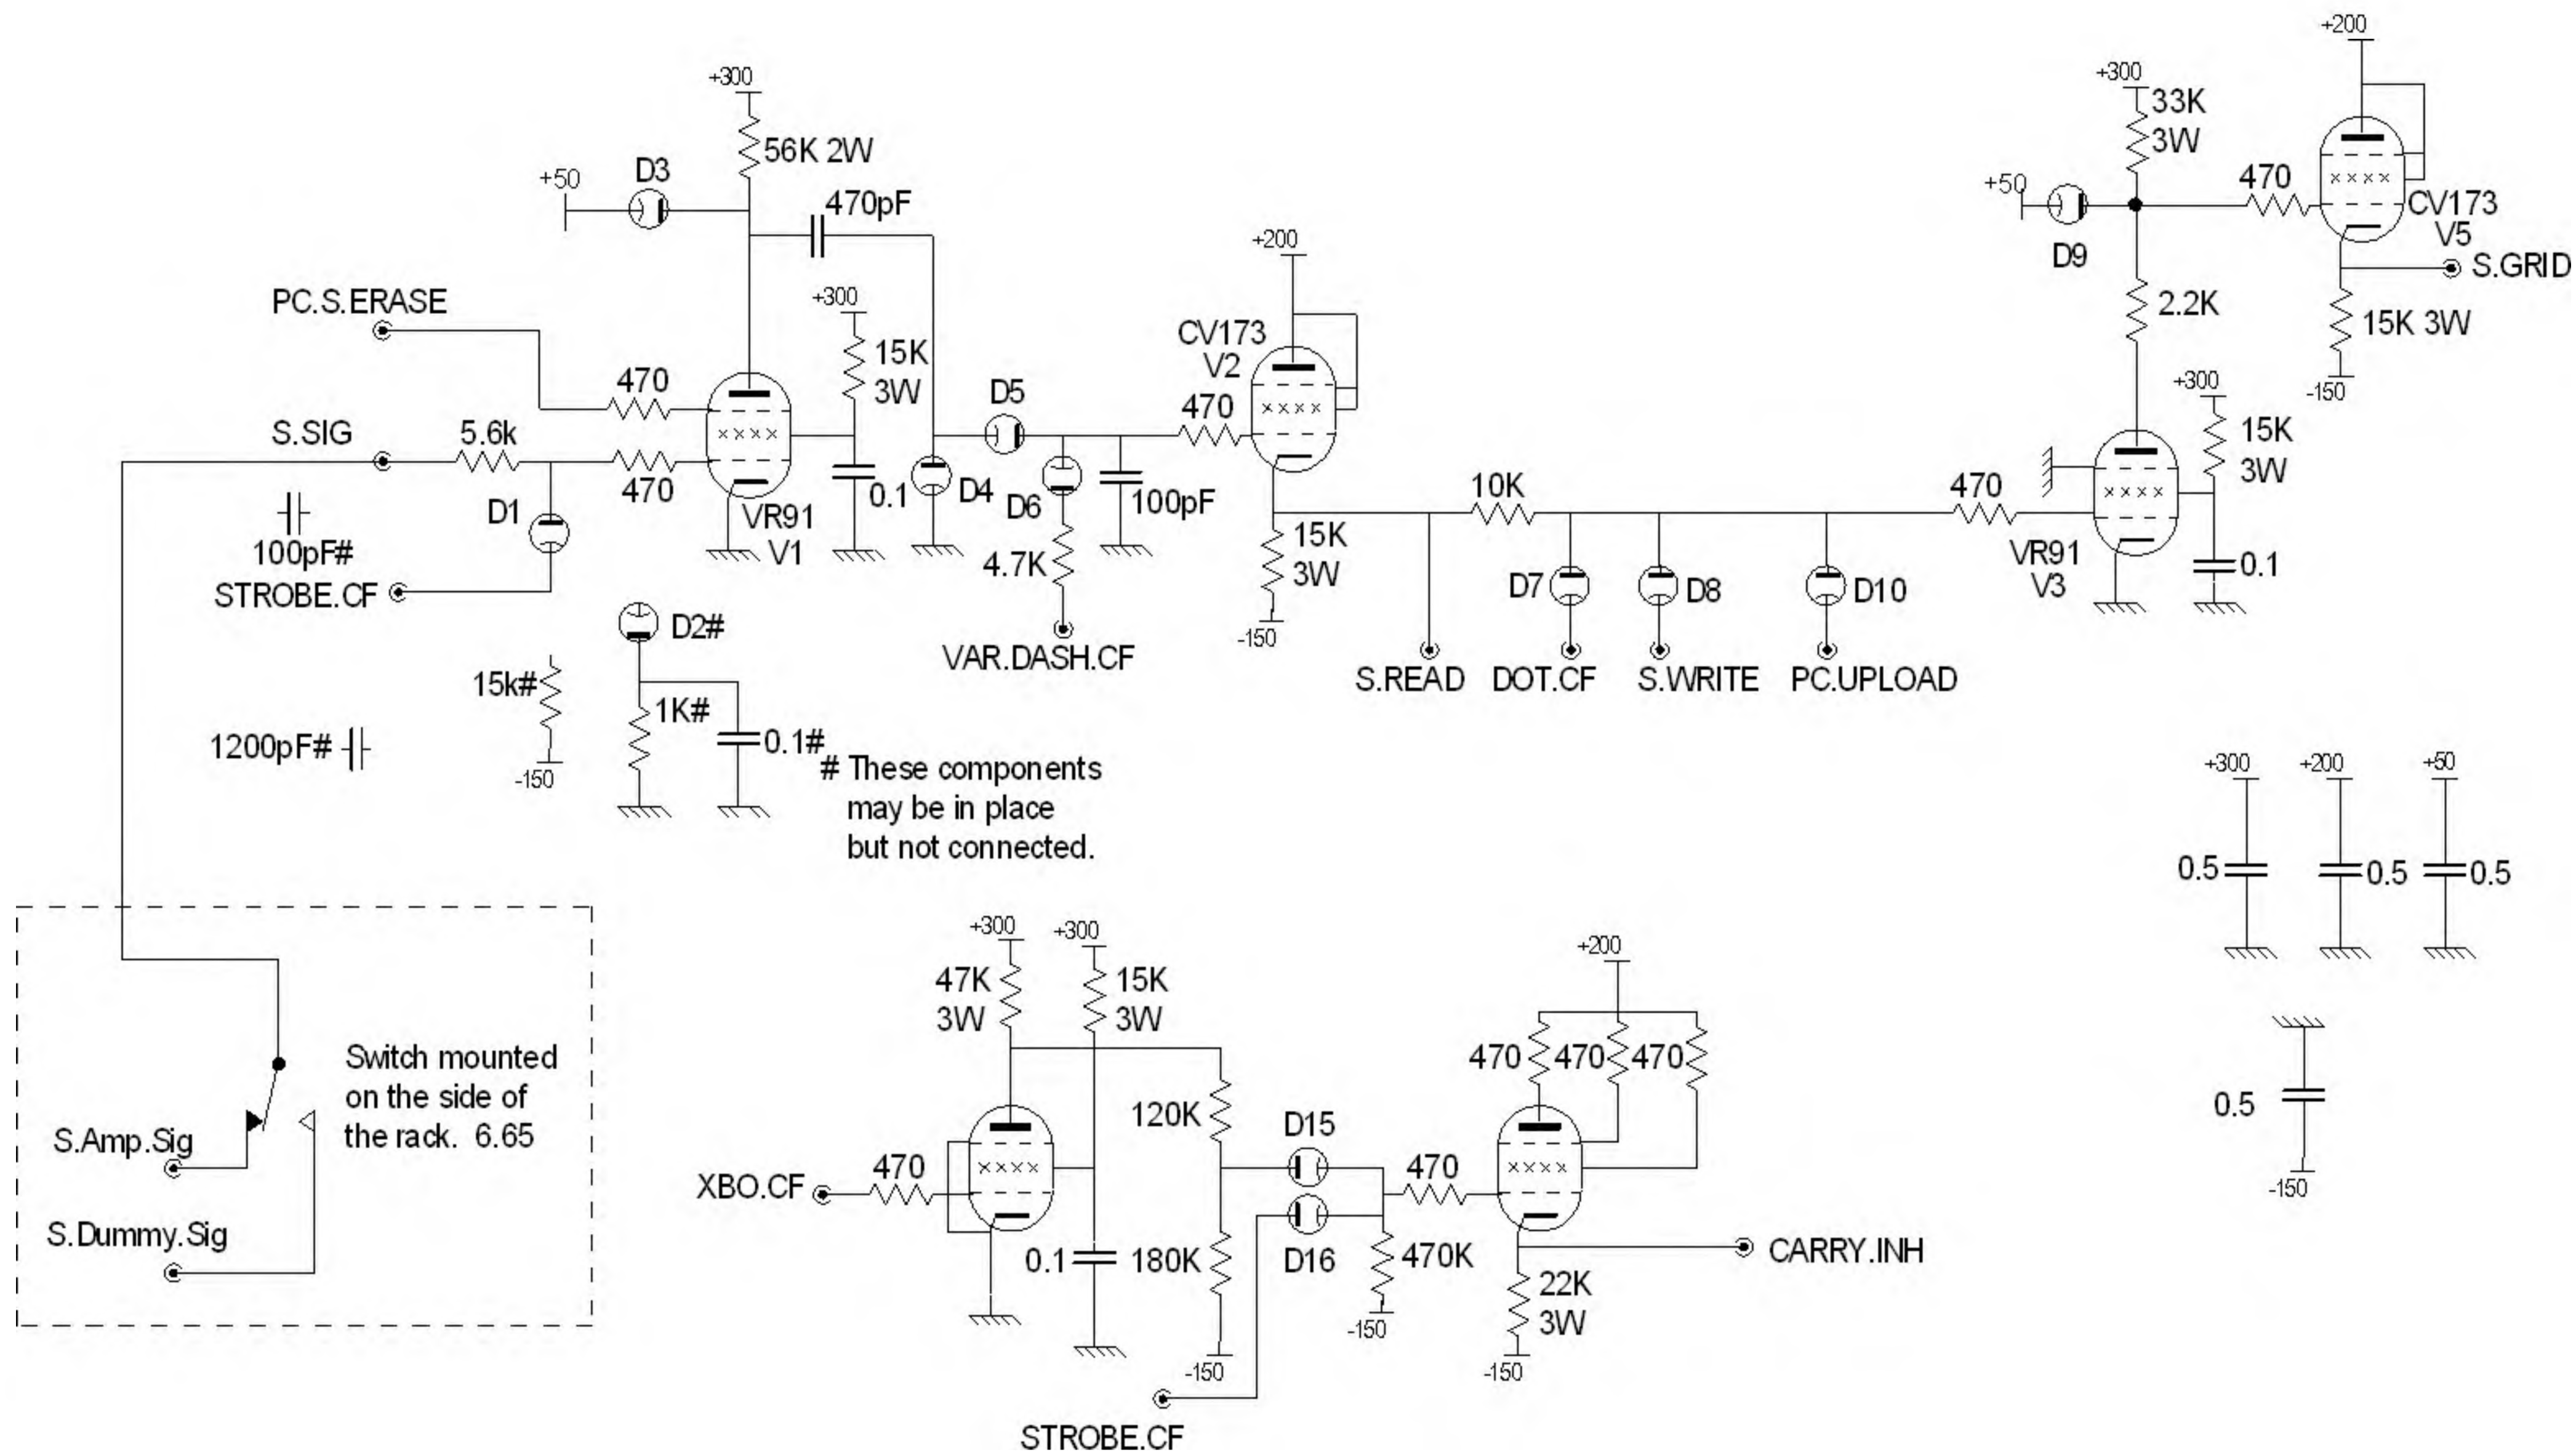 +200
+300
+300
33K
3W
56K 2W
D3
+50
470pF
+50
470
CV173
V5
D9
S.GRID
+200
PC.S.ERASE
+300
15K
3W
2.2K
15K 3W
-150
CV173
V2
470
D5
470
+300
15K
3W
S.SIG
5.6k
470
D1
100pF#
STROBE.CF
VR91
V1
0.1
D4
D6
100pF
4.7K
VAR.DASH.CF
15K
3W
-150
10K
470
VR91
V3
0.1
D7
D8
D10
S.READ
DOT.CF
S.WRITE
PC.UPLOAD
D2#
15k#
1K#
0.1#
1200pF#
-150
# These components
may be in place
but not connected.
+300
+200
+50
0.5
0.5
0.5
0.5
-150
Switch mounted
on the side of
the rack. 6.65
S.Amp.Sig
S.Dummy.Sig
+300
+300
47K
3W
15K
3W
+200
470
470
470
120K
D15
XBO.CF
470
470
0.1
180K
D16
470K
CARRY.INH
22K
3W
-150
-150
-150
STROBE.CF